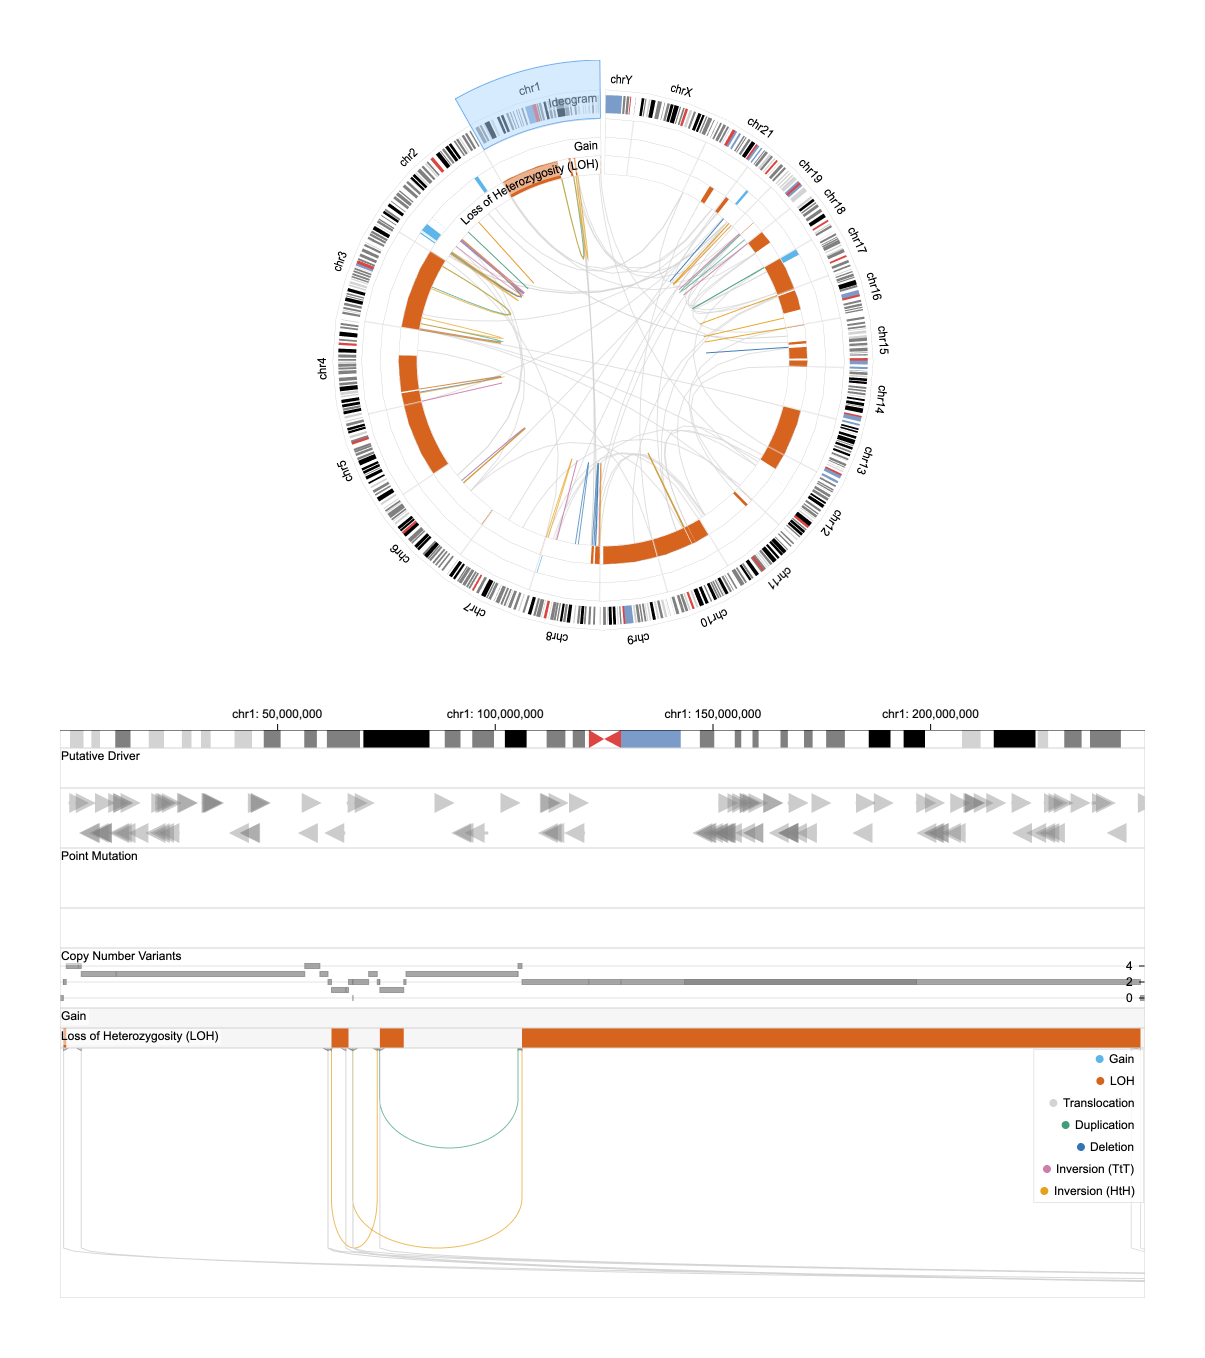 chrY
chrX
chr21
chr19
chr18
chr17
chr16
chr15
chr14
chr13
chr12
chr11
chr10
chr9
chr8
chr7
chr6
chr5
chr4
chr3
chr2
chr1
Ideogram
Gain
Loss of Heterozygosity (LOH)
chr1: 50,000,000
chr1: 100,000,000
chr1: 150,000,000
chr1: 200,000,000
Putative Driver
Point Mutation
Copy Number Variants
4
2
0
Gain
Loss of Heterozygosity (LOH)
Gain
LOH
Translocation
Duplication
Deletion
Inversion (TtT)
Inversion (HtH)